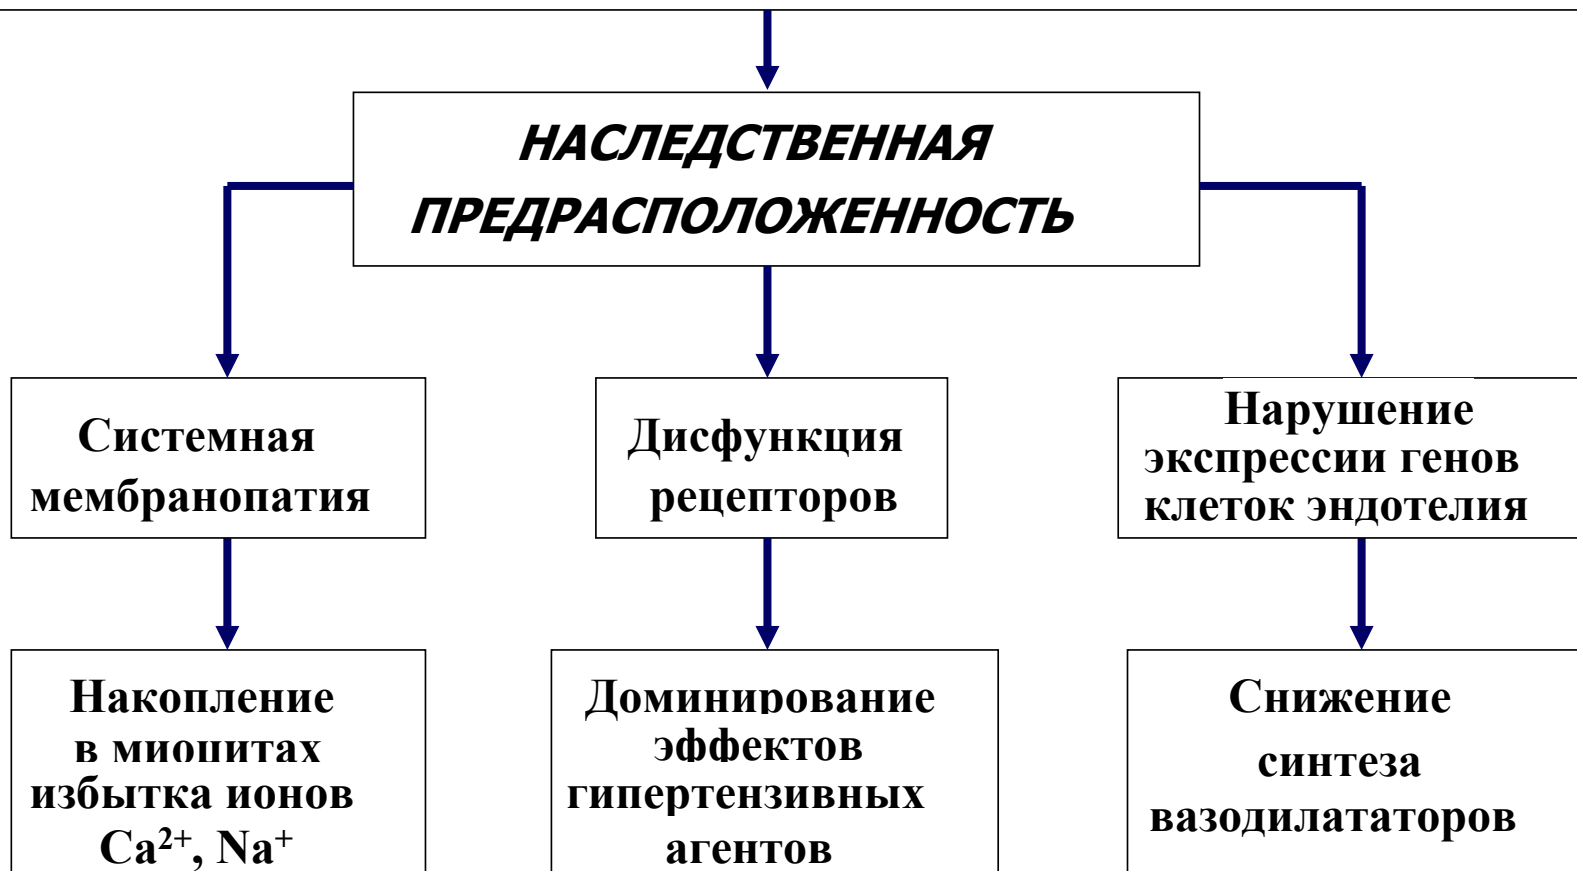 НАСЛЕДСТВЕННАЯ
ПРЕДРАСПОЛОЖЕННОСТЬ
Системная
мембранопатия
Дисфункция
рецепторов
Нарушение
экспрессии генов
клеток эндотелия
Накопление
в миоцитах
избытка ионов
Ca²⁺, Na⁺
Доминирование
эффектов
гипертензивных
агентов
Снижение
синтеза
вазодилататоров